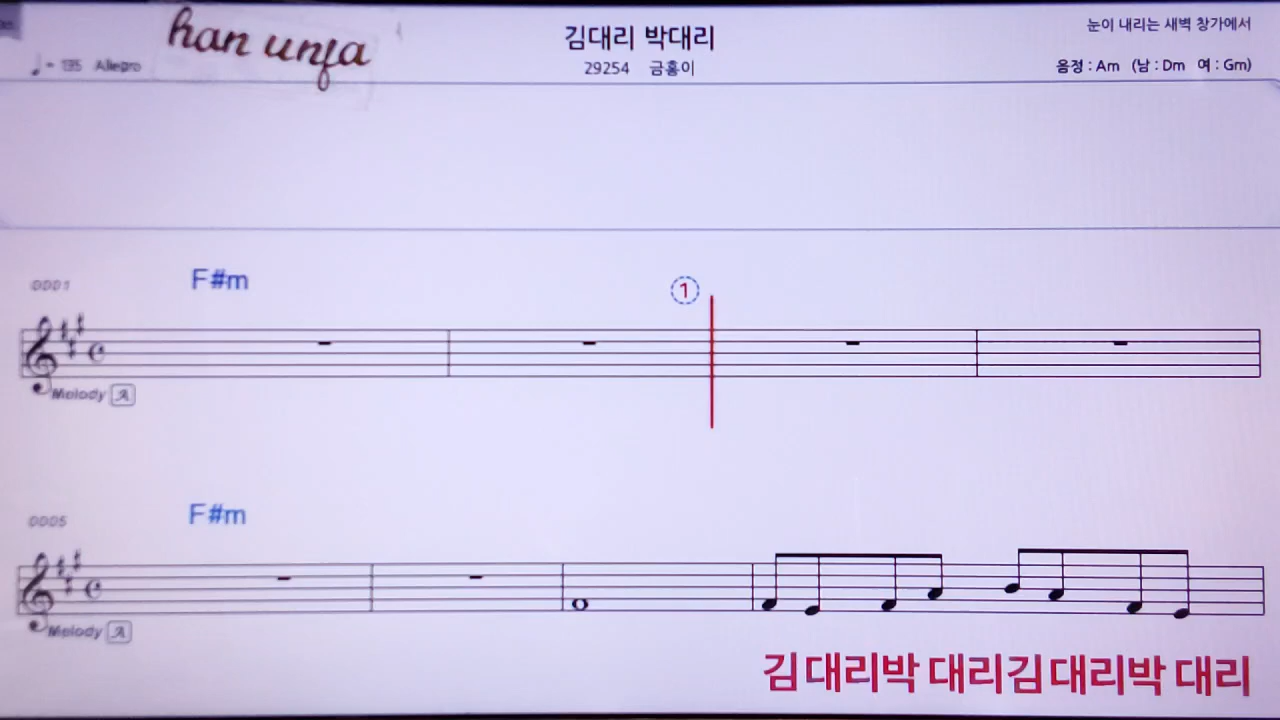 han unfa
김대리 박대리
눈이 내리는 새벽 창가에서
= 135 Allegro
29254 금홍이
음정 : Am (남 : Dm 여 : Gm)
0001
F#m
1
Melody A
0005
F#m
Melody A
김대리박 대리김대리박 대리